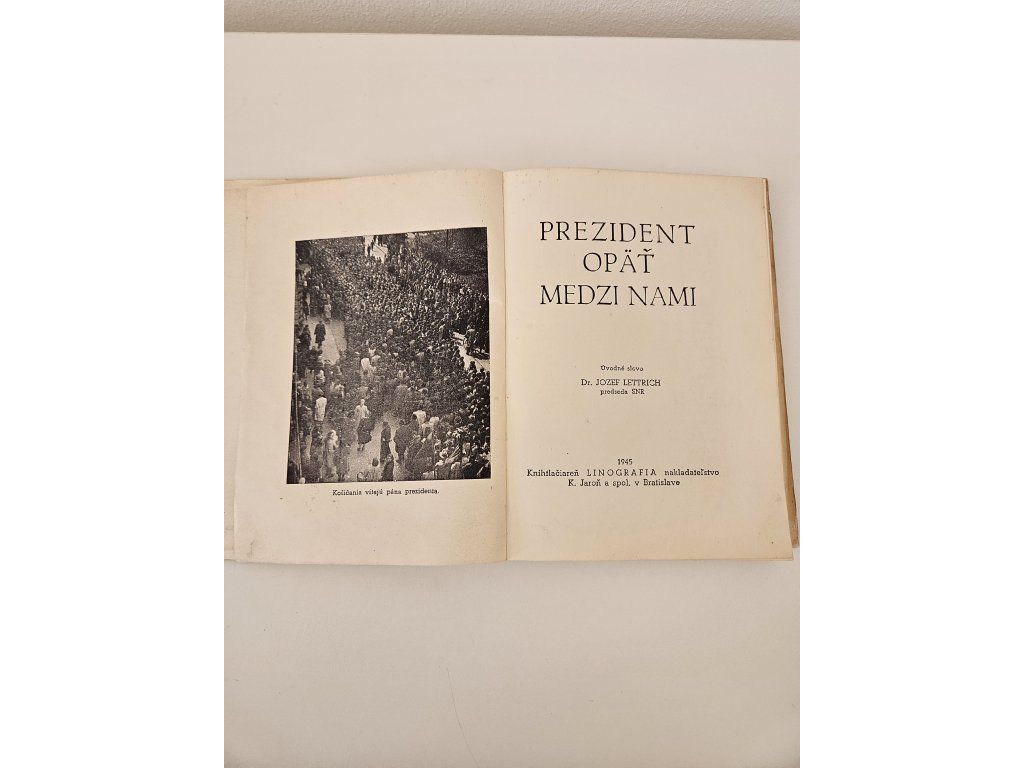 Košičania vítajú pána prezidenta.
PREZIDENT
OPÄŤ
MEDZI NAMI
Úvodné slovo
Dr. JOZEF LETTRICH
predseda SNR
1945
Kníhtlačiareň LINOGRAFIA nakladateľstvo
K. Jaroň a spol. v Bratislave